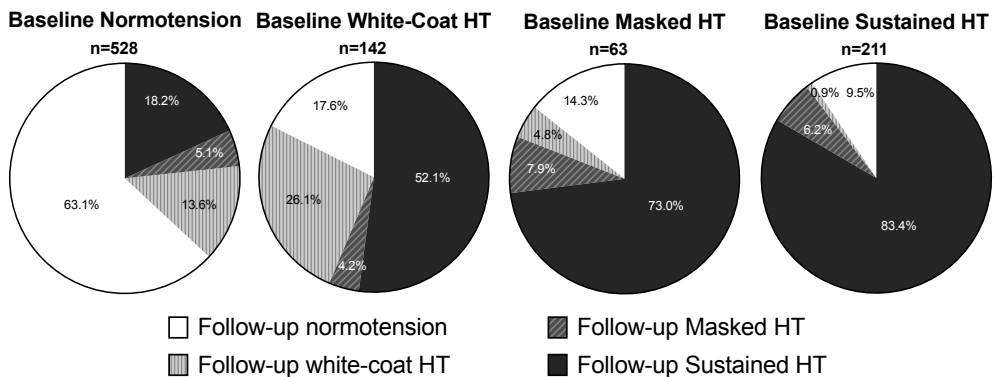 Baseline Normotension
n=528
18.2%
5.1%
13.6%
63.1%
Baseline White-Coat HT
n=142
17.6%
52.1%
26.1%
4.2%
Baseline Masked HT
n=63
14.3%
4.8%
7.9%
73.0%
Baseline Sustained HT
n=211
0.9%
9.5%
6.2%
83.4%
Follow-up normotension
Follow-up Masked HT
Follow-up white-coat HT
Follow-up Sustained HT